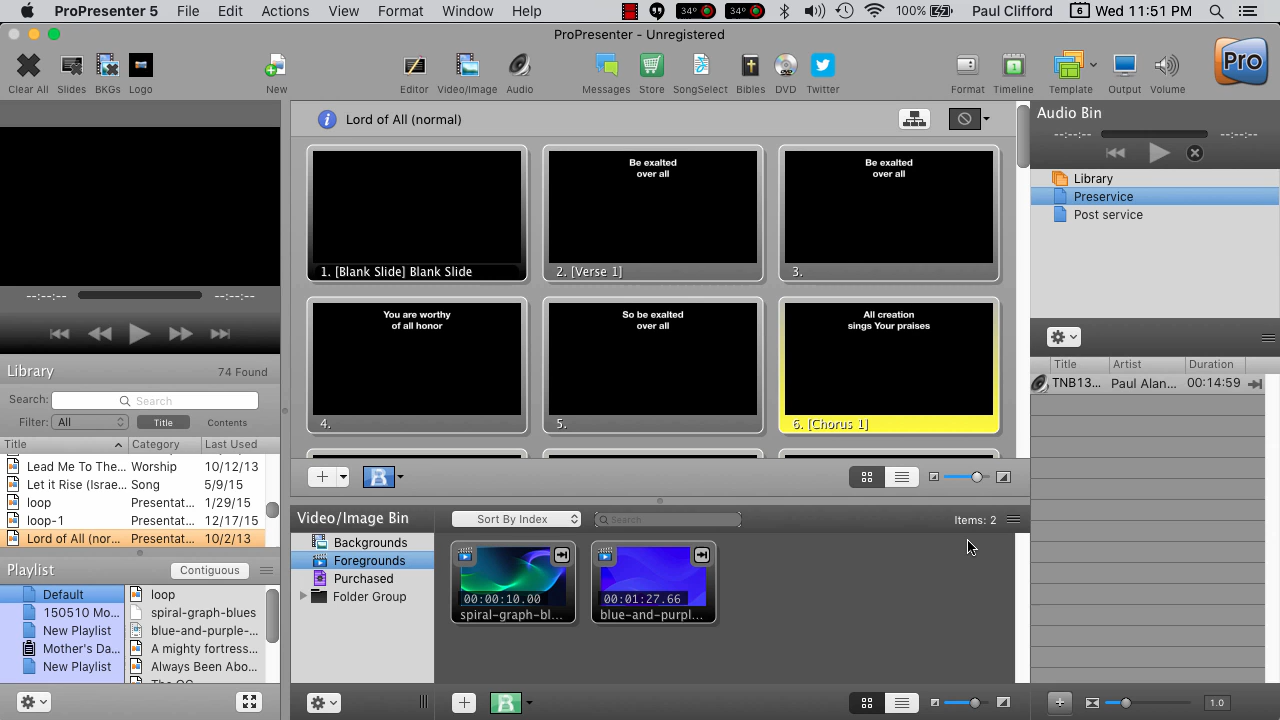 ProPresenter 5 File Edit Actions View Format Window Help 34° 34° 100% Paul Clifford 6 Wed 11:51 AM
ProPresenter - Unregistered
Clear All Slides BKGs Logo New Editor Video/Image Audio Messages Store SongSelect Bibles DVD Twitter Format Timeline Template Output Volume
Pro
Lord of All (normal)
1. [Blank Slide] Blank Slide
Be exalted
over all
2. [Verse 1]
Be exalted
over all
3.
You are worthy
of all honor
4.
So be exalted
over all
5.
All creation
sings Your praises
6. [Chorus 1]
--:--:-- --:--:--
Library 74 Found
Search: Search
Filter: All Title Contents
Title Category Last Used
Lead Me To The... Worship 10/12/13
Let it Rise (Israe... Song 5/9/15
loop Presentat... 1/29/15
loop-1 Presentat... 12/17/15
Lord of All (nor... Presentat... 10/2/13
Playlist Contiguous
Default
150510 Mo...
New Playlist
Mother's Da...
New Playlist
loop
spiral-graph-blues
blue-and-purple-...
A mighty fortress...
Always Been Abo...
Video/Image Bin Sort By Index Search Items: 2
Backgrounds
Foregrounds
Purchased
Folder Group
00:00:10.00
spiral-graph-bl...
00:01:27.66
blue-and-purpl...
Audio Bin
--:--:-- --:--:--
Library
Preservice
Post service
Title Artist Duration
TNB13... Paul Alan... 00:14:59
1.0